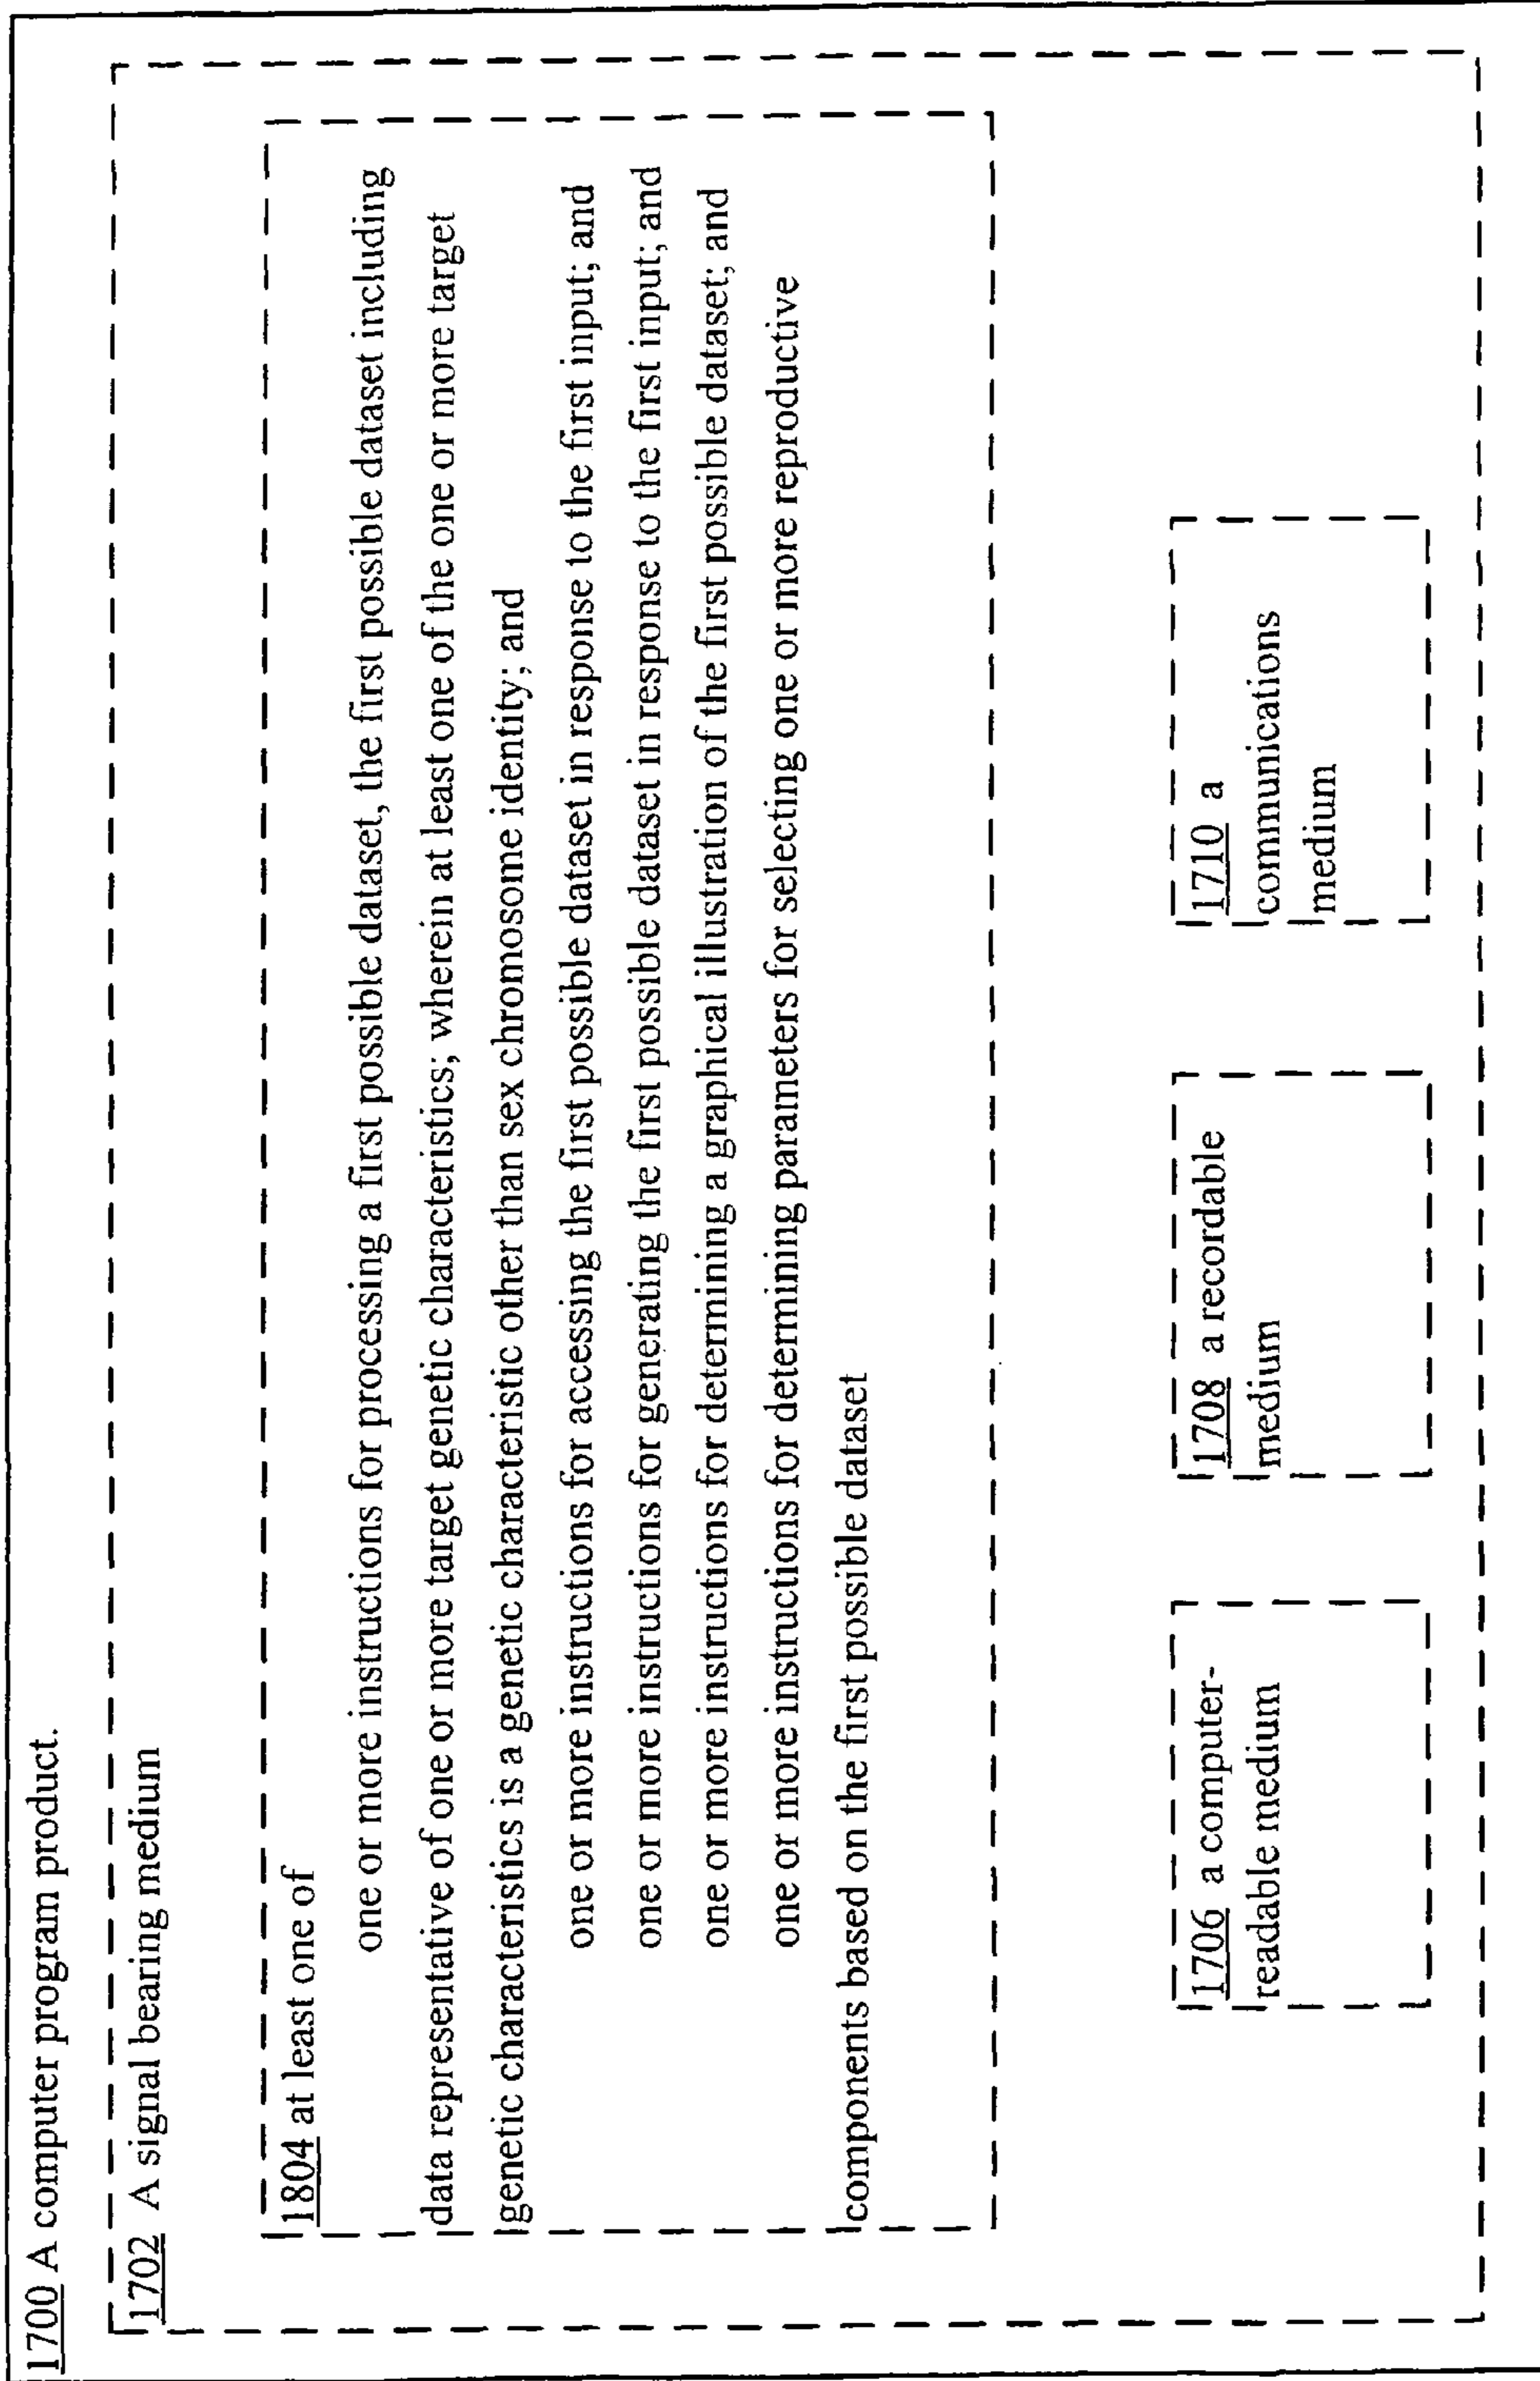 1700 A computer program product.
1702 A signal bearing medium
1804 at least one of
one or more instructions for processing a first possible dataset, the first possible dataset including
data representative of one or more target genetic characteristics; wherein at least one of the one or more target
genetic characteristics is a genetic characteristic other than sex chromosome identity; and
one or more instructions for accessing the first possible dataset in response to the first input; and
one or more instructions for generating the first possible dataset in response to the first input; and
one or more instructions for determining a graphical illustration of the first possible dataset; and
one or more instructions for determining parameters for selecting one or more reproductive
components based on the first possible dataset
1706 a computer-
readable medium
1708 a recordable
medium
1710 a
communications
medium